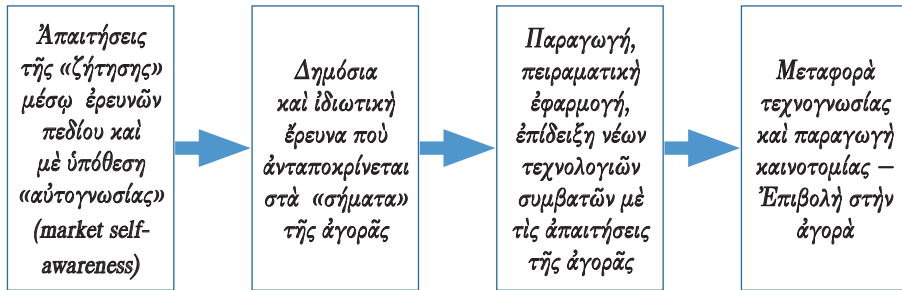 Ἀπαιτήσεις
τῆς «ζήτησης»
μέσῳ ἐρευνῶν
πεδίου καὶ
μὲ ὑπόθεση
«αὐτογνωσίας»
(market self-
awareness)
Δημόσια
καὶ ἰδιωτικὴ
ἔρευνα ποὺ
ἀνταποκρίνεται
στὰ «σήματα»
τῆς ἀγορᾶς
Παραγωγή,
πειραματικὴ
ἐφαρμογή,
ἐπίδειξη νέων
τεχνολογιῶν
συμβατῶν μὲ
τὶς ἀπαιτήσεις
τῆς ἀγορᾶς
Μεταφορὰ
τεχνογνωσίας
καὶ παραγωγὴ
καινοτομίας –
Ἐπιβολὴ στὴν
ἀγορὰ